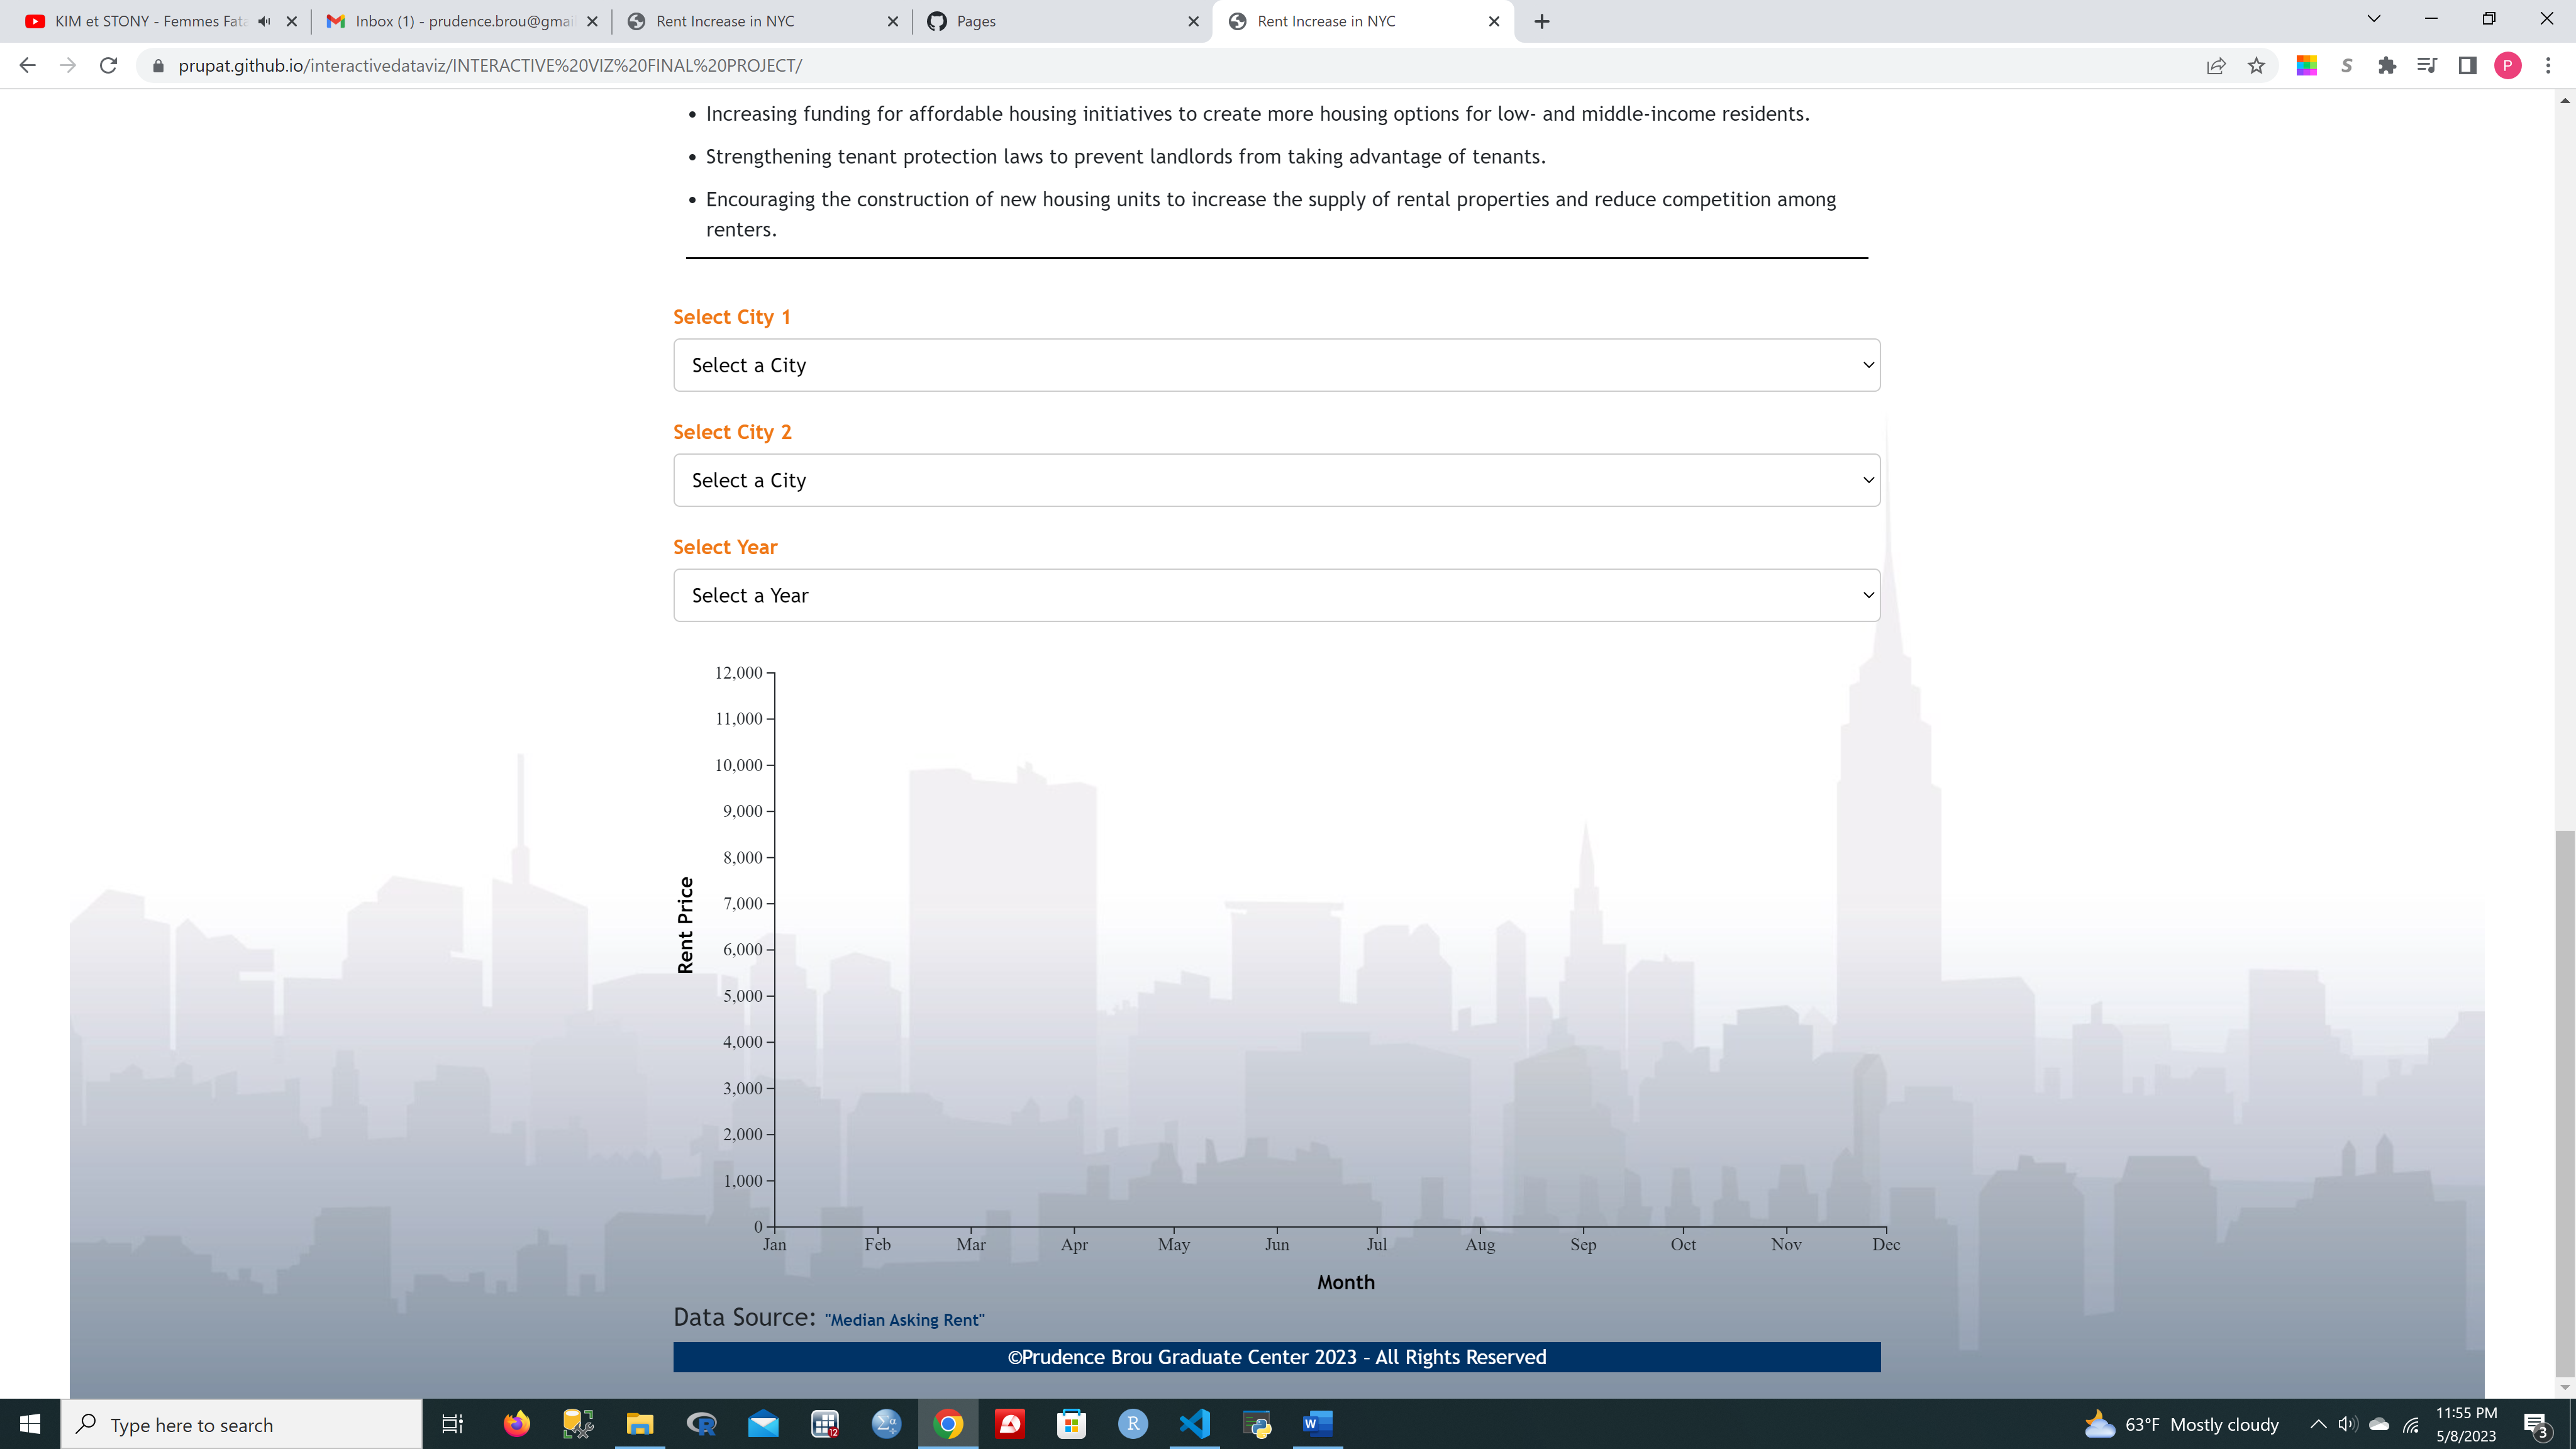 KIM et STONY - Femmes Fata
Inbox (1) - prudence.brou@gmai
Rent Increase in NYC
Pages
Rent Increase in NYC
prupat.github.io/interactivedataviz/INTERACTIVE%20VIZ%20FINAL%20PROJECT/
S
P
• Increasing funding for affordable housing initiatives to create more housing options for low- and middle-income residents.
• Strengthening tenant protection laws to prevent landlords from taking advantage of tenants.
• Encouraging the construction of new housing units to increase the supply of rental properties and reduce competition among
renters.
Select City 1
Select a City
Select City 2
Select a City
Select Year
Select a Year
12,000
11,000
10,000
9,000
8,000
7,000
6,000
5,000
4,000
3,000
2,000
1,000
0
Rent Price
Jan Feb Mar Apr May Jun Jul Aug Sep Oct Nov Dec
Month
Data Source: "Median Asking Rent"
©Prudence Brou Graduate Center 2023 - All Rights Reserved
Type here to search
R
12
Σα
R
W
63°F Mostly cloudy
11:55 PM
5/8/2023
3